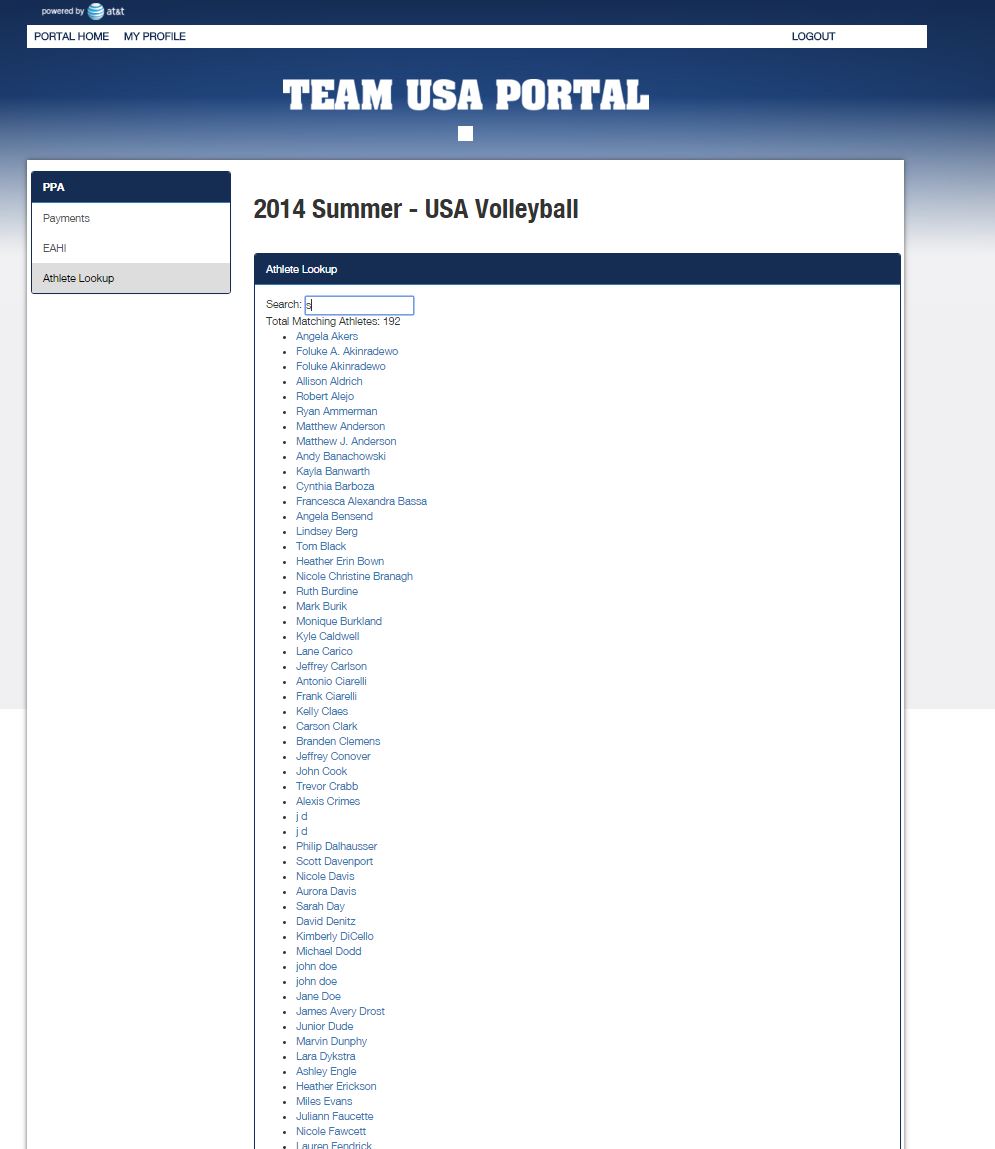 powered by at&t
PORTAL HOME MY PROFILE LOGOUT
TEAM USA PORTAL
PPA
Payments
EAHI
Athlete Lookup
2014 Summer - USA Volleyball
Athlete Lookup
Search: s
Total Matching Athletes: 192
Angela Akers
Foluke A. Akinradewo
Foluke Akinradewo
Allison Aldrich
Robert Alejo
Ryan Ammerman
Matthew Anderson
Matthew J. Anderson
Andy Banachowski
Kayla Banwarth
Cynthia Barboza
Francesca Alexandra Bassa
Angela Bensend
Lindsey Berg
Tom Black
Heather Erin Bown
Nicole Christine Branagh
Ruth Burdine
Mark Burik
Monique Burkland
Kyle Caldwell
Lane Carico
Jeffrey Carlson
Antonio Ciarelli
Frank Ciarelli
Kelly Claes
Carson Clark
Branden Clemens
Jeffrey Conover
John Cook
Trevor Crabb
Alexis Crimes
j d
j d
Philip Dalhausser
Scott Davenport
Nicole Davis
Aurora Davis
Sarah Day
David Denitz
Kimberly DiCello
Michael Dodd
john doe
john doe
Jane Doe
James Avery Drost
Junior Dude
Marvin Dunphy
Lara Dykstra
Ashley Engle
Heather Erickson
Miles Evans
Juliann Faucette
Nicole Fawcett
Lauren Fendrick